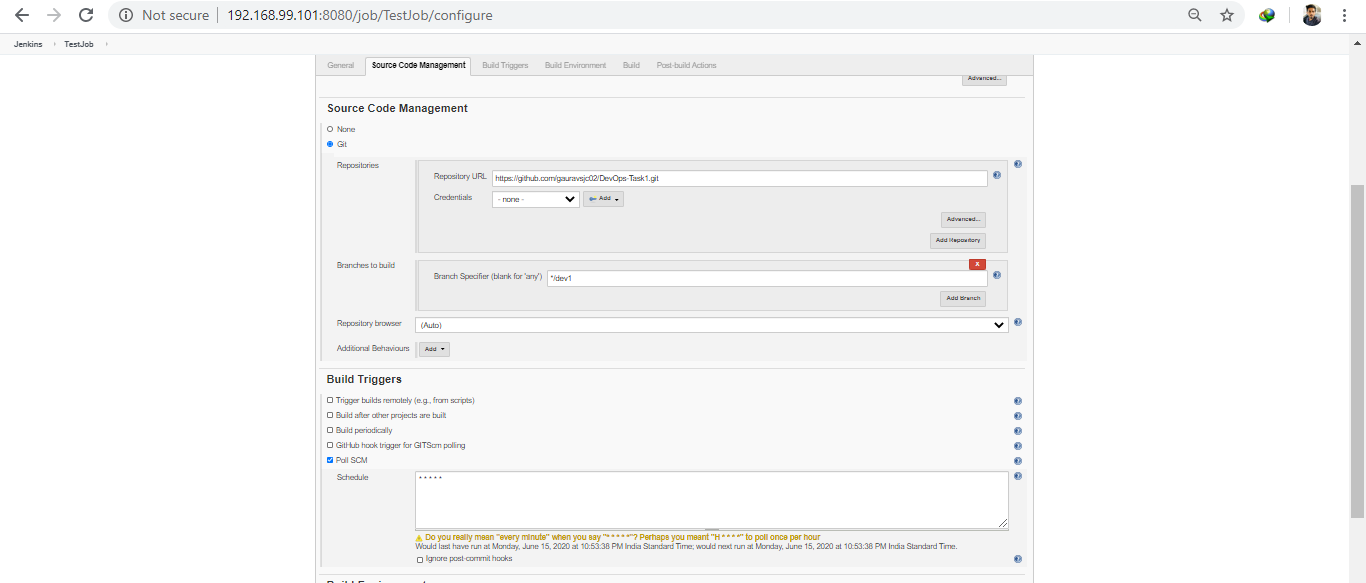 Not secure 192.168.99.101:8080/job/TestJob/configure
Jenkins TestJob
General Source Code Management Build Triggers Build Environment Build Post-build Actions
Advanced...
Source Code Management
None
Git
Repositories
Repository URL https://github.com/gauravsjc02/DevOps-Task1.git
Credentials - none - Add
Advanced...
Add Repository
X
Branches to build Branch Specifier (blank for 'any') */dev1
Add Branch
Repository browser (Auto)
Additional Behaviours Add
Build Triggers
Trigger builds remotely (e.g., from scripts)
Build after other projects are built
Build periodically
GitHub hook trigger for GITScm polling
Poll SCM
Schedule * * * * *
Do you really mean "every minute" when you say "* * * * *"? Perhaps you meant "H * * * *" to poll once per hour
Would last have run at Monday, June 15, 2020 at 10:53:38 PM India Standard Time; would next run at Monday, June 15, 2020 at 10:53:38 PM India Standard Time.
Ignore post-commit hooks